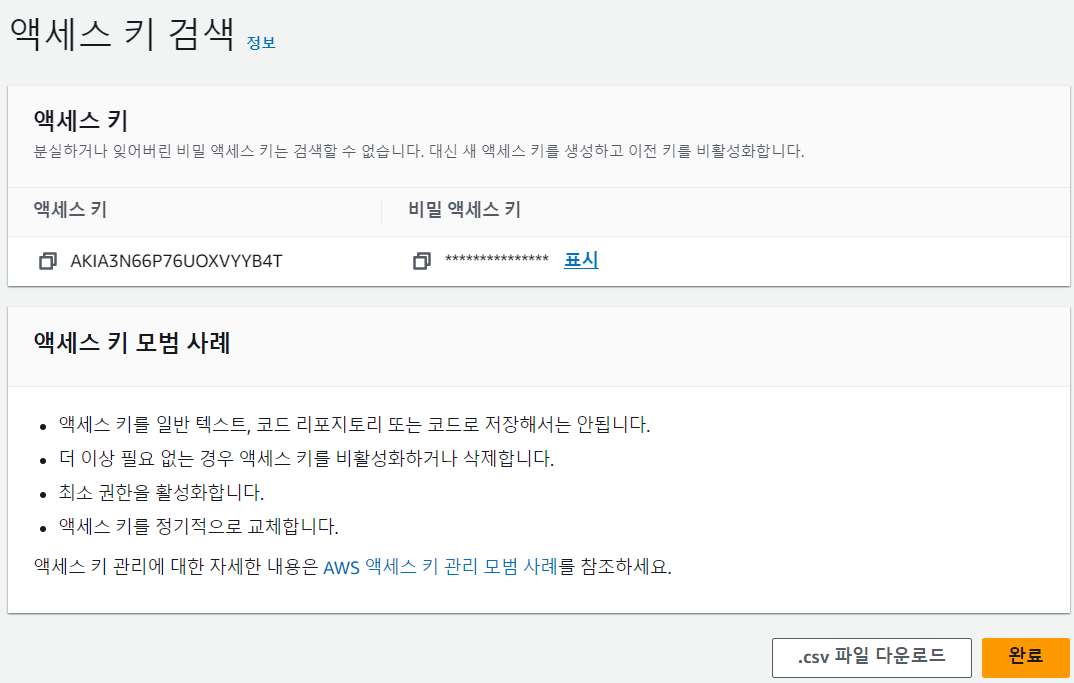 액세스 키 검색 정보
액세스 키
분실하거나 잊어버린 비밀 액세스 키는 검색할 수 없습니다. 대신 새 액세스 키를 생성하고 이전 키를 비활성화합니다.
액세스 키 비밀 액세스 키
AKIA3N66P76UOXVYYB4T *************** 표시
액세스 키 모범 사례
• 액세스 키를 일반 텍스트, 코드 리포지토리 또는 코드로 저장해서는 안됩니다.
• 더 이상 필요 없는 경우 액세스 키를 비활성화하거나 삭제합니다.
• 최소 권한을 활성화합니다.
• 액세스 키를 정기적으로 교체합니다.
액세스 키 관리에 대한 자세한 내용은 AWS 액세스 키 관리 모범 사례를 참조하세요.
.csv 파일 다운로드 완료